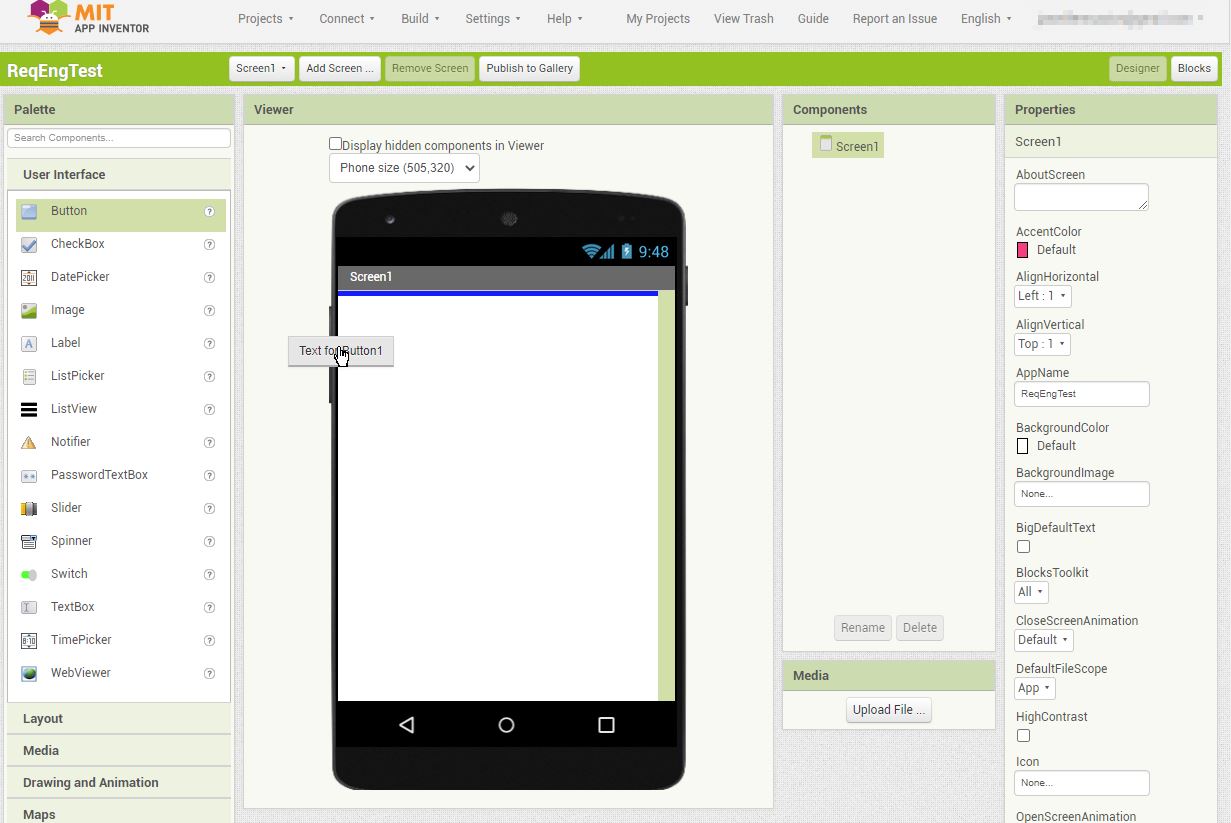 MIT
APP INVENTOR
Projects Connect Build Settings Help My Projects View Trash Guide Report an Issue English
ReqEngTest Screen1 Add Screen ... Remove Screen Publish to Gallery Designer Blocks
Palette
Search Components...
User Interface
Button ?
CheckBox ?
DatePicker ?
Image ?
Label ?
ListPicker ?
ListView ?
Notifier ?
PasswordTextBox ?
Slider ?
Spinner ?
Switch ?
TextBox ?
TimePicker ?
WebViewer ?
Layout
Media
Drawing and Animation
Maps
Viewer
Display hidden components in Viewer
Phone size (505,320)
9:48
Screen1
Text for Button1
Components
Screen1
Rename Delete
Media
Upload File ...
Properties
Screen1
AboutScreen
AccentColor
Default
AlignHorizontal
Left : 1
AlignVertical
Top : 1
AppName
ReqEngTest
BackgroundColor
Default
BackgroundImage
None...
BigDefaultText
BlocksToolkit
All
CloseScreenAnimation
Default
DefaultFileScope
App
HighContrast
Icon
None...
OpenScreenAnimation